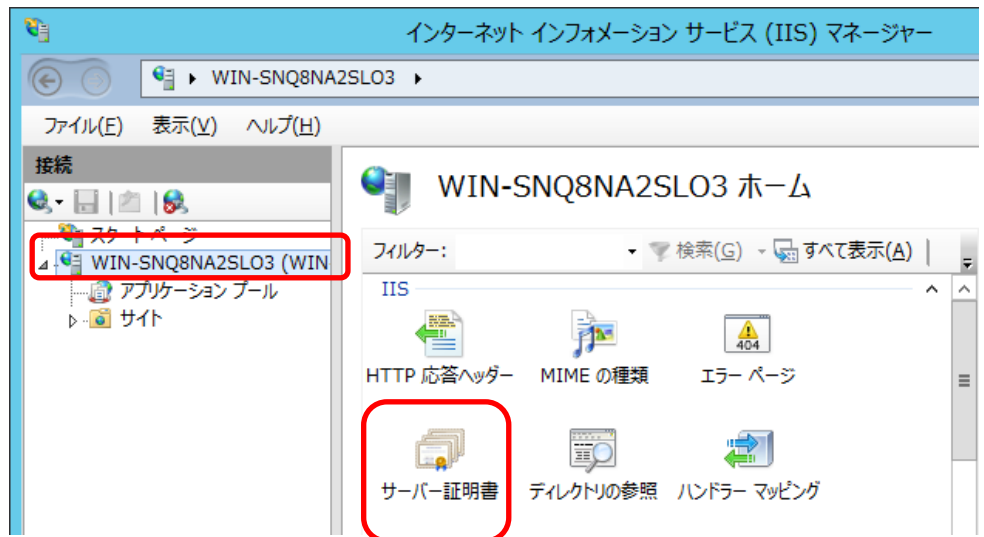 インターネット インフォメーション サービス (IIS) マネージャー
WIN-SNQ8NA2SLO3
ファイル(F) 表示(V) ヘルプ(H)
接続
スタート ページ
WIN-SNQ8NA2SLO3 (WIN
アプリケーション プール
サイト
WIN-SNQ8NA2SLO3 ホーム
フィルター: 検索(G) すべて表示(A)
IIS
404
HTTP 応答ヘッダー MIME の種類 エラー ページ
サーバー証明書 ディレクトリの参照 ハンドラー マッピング